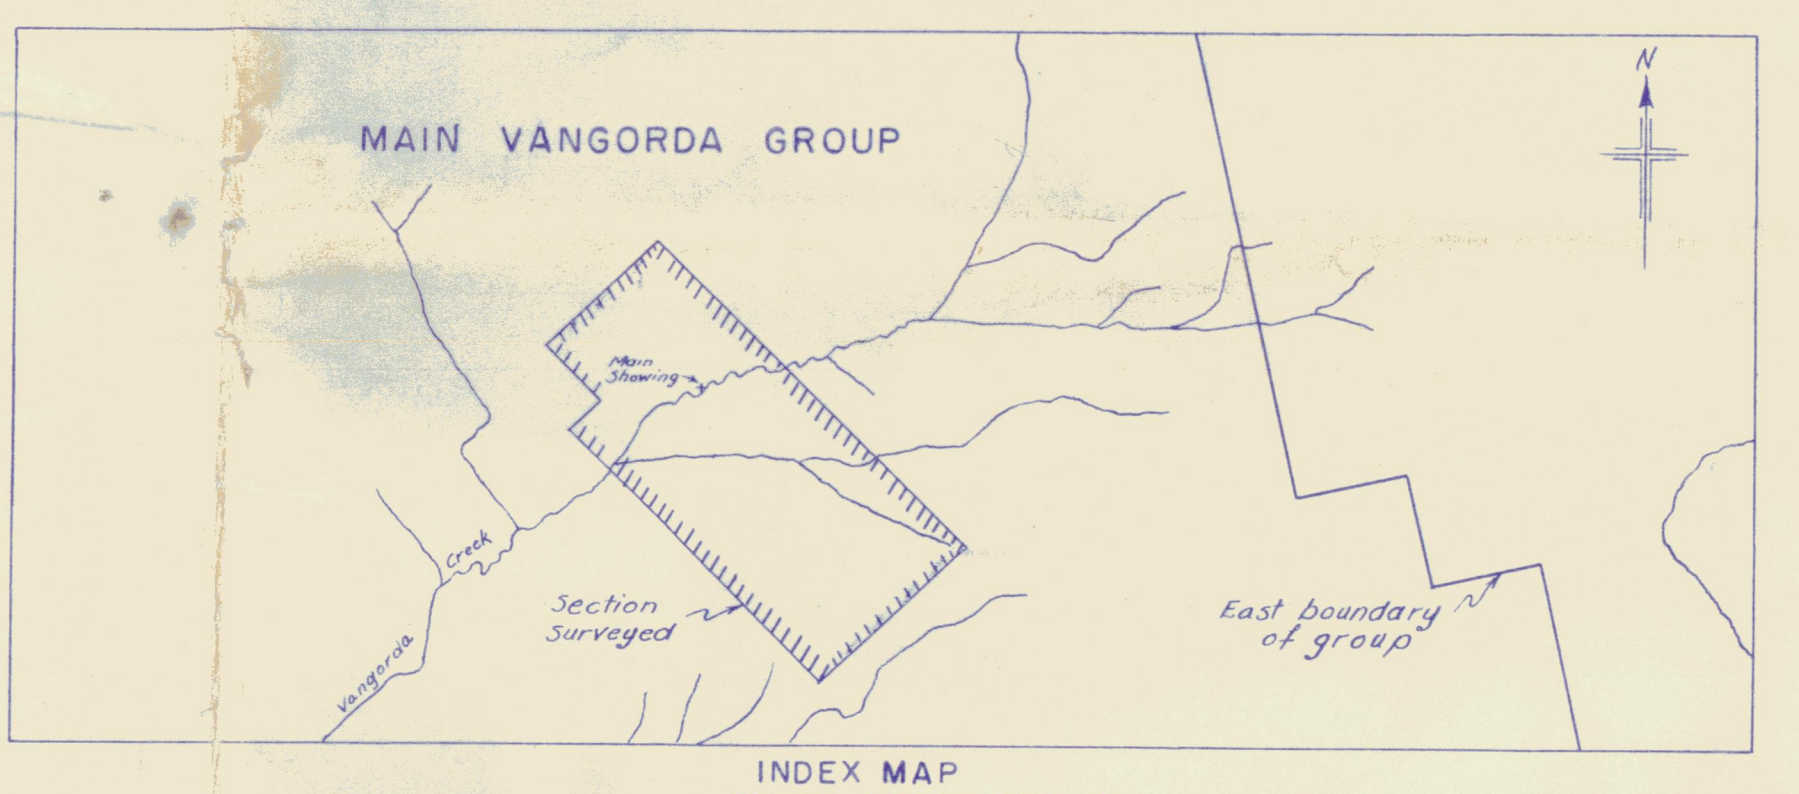 N
MAIN VANGORDA GROUP
Main
Showing
Creek
Section
Surveyed
East boundary
of group
Vangorda
INDEX MAP